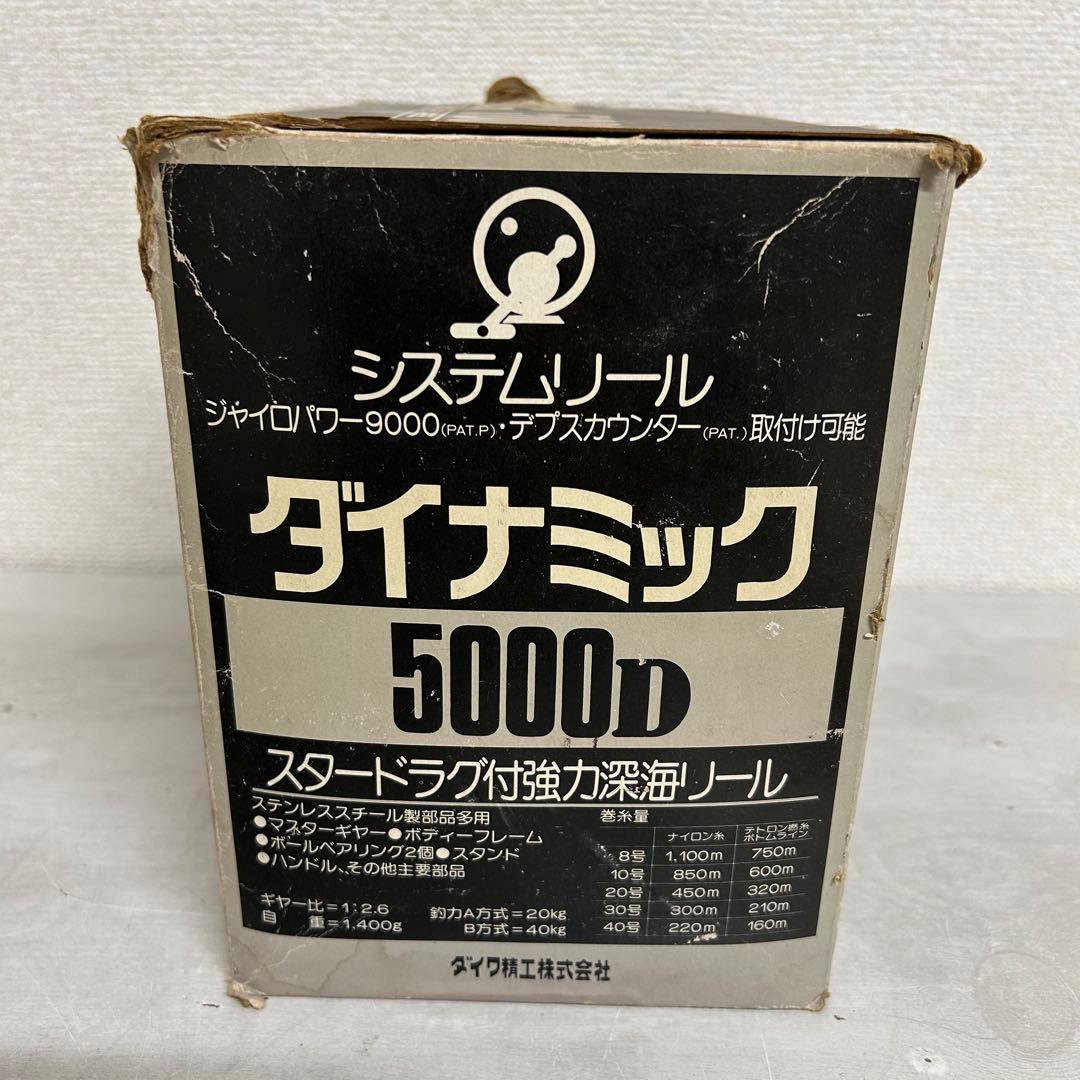 システムリール
ジャイロパワー9000(PAT.P)・デプスカウンター(PAT.)取付け可能
ダイナミック
5000D
スタードラグ付強力深海リール
ステンレススチール製部品多用
●マスターギヤー●ボディーフレーム
●ボールベアリング2個●スタンド
●ハンドル、その他主要部品
ギヤー比=1:2.6 釣力A方式=20kg
自 重=1,400g B方式=40kg
巻糸量
ナイロン糸 テトロン撚糸 ボトムライン
8号 1,100m 750m
10号 850m 600m
20号 450m 320m
30号 300m 210m
40号 220m 160m
ダイワ精工株式会社